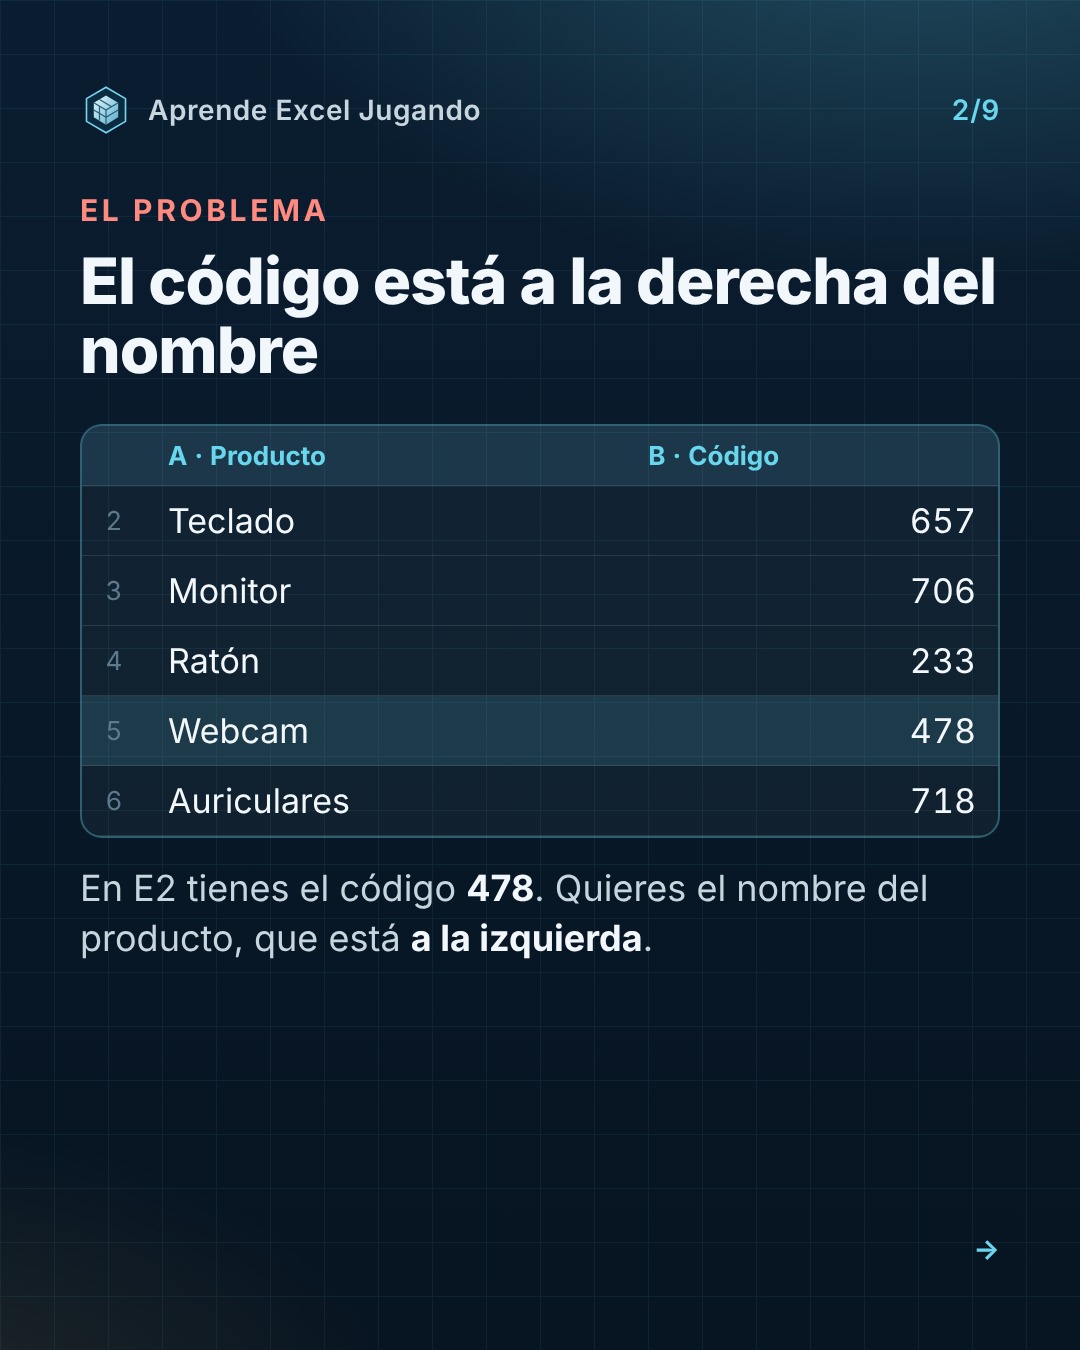 Aprende Excel Jugando
2/9
EL PROBLEMA
El código está a la derecha del
nombre
A · Producto B · Código
2 Teclado 657
3 Monitor 706
4 Ratón 233
5 Webcam 478
6 Auriculares 718
En E2 tienes el código 478. Quieres el nombre del
producto, que está a la izquierda.
→